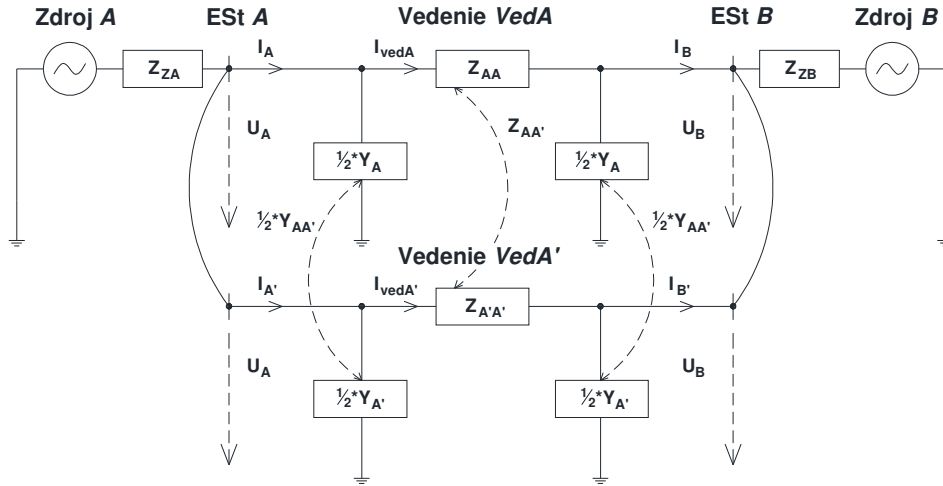 Zdroj A ESt A Vedenie VedA ESt B Zdroj B
I_A I_vedA I_B
Z_ZA Z_AA Z_ZB
U_A Z_AA' U_B
½*Y_A ½*Y_A
½*Y_AA' ½*Y_AA'
Vedenie VedA'
I_A' I_vedA' I_B'
Z_A'A'
U_A U_B
½*Y_A' ½*Y_A'